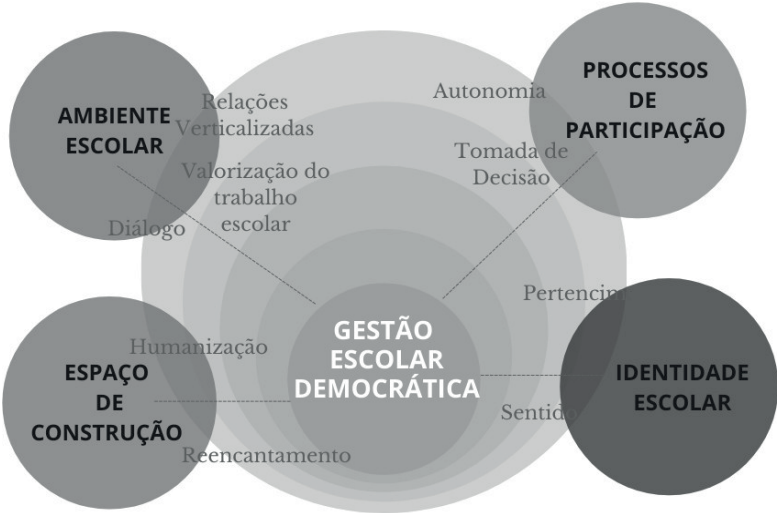 AMBIENTE
ESCOLAR
Relações
Verticalizadas
Valorização do
trabalho
escolar
Diálogo
Autonomia
PROCESSOS
DE
PARTICIPAÇÃO
Tomada de
Decisão
Pertencim
GESTÃO
ESCOLAR
DEMOCRÁTICA
Humanização
ESPAÇO
DE
CONSTRUÇÃO
Reencantamento
IDENTIDADE
ESCOLAR
Sentido